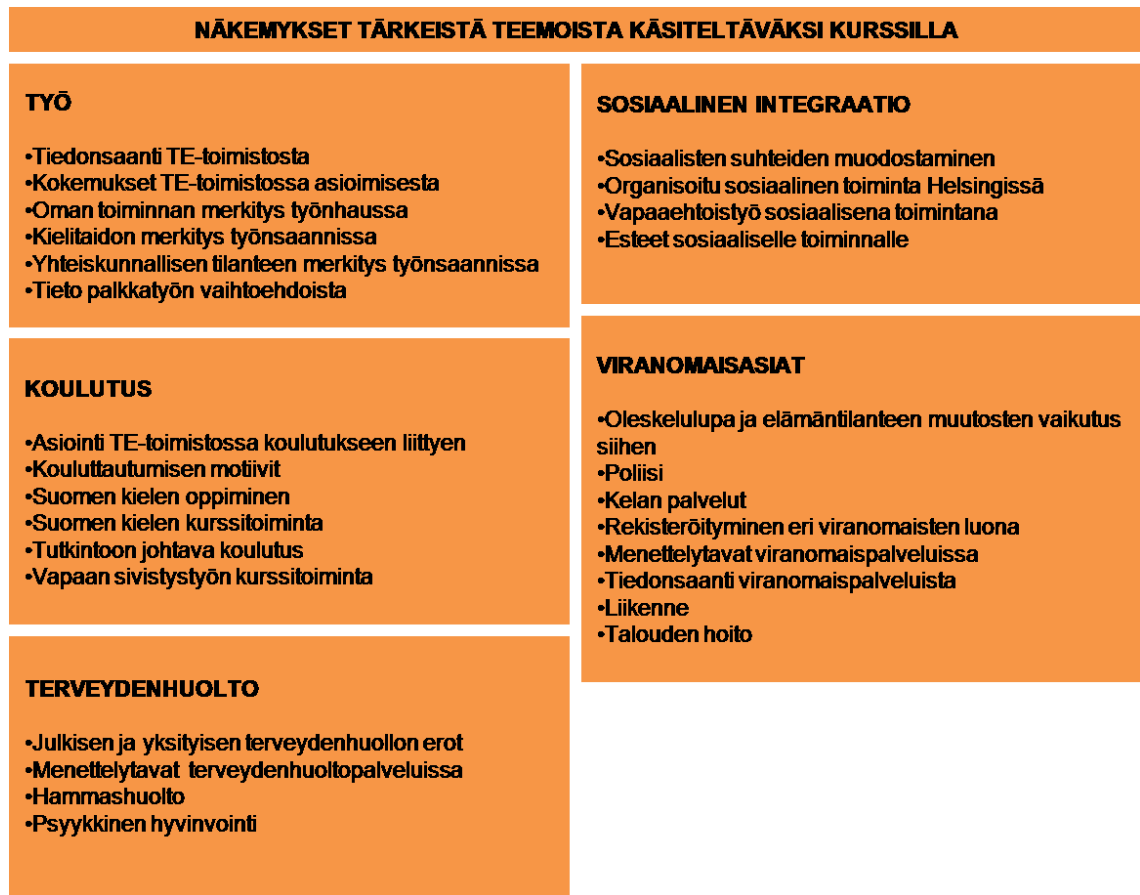 NÄKEMYKSET TÄRKEISTÄ TEEMOISTA KÄSITELTÄVÄKSI KURSSILLA
TYÖ
•Tiedonsaanti TE-toimistosta
•Kokemukset TE-toimistossa asioimisesta
•Oman toiminnan merkitys työnhaussa
•Kielitaidon merkitys työnsaannissa
•Yhteiskunnallisen tilanteen merkitys työnsaannissa
•Tieto palkkatyön vaihtoehdoista
KOULUTUS
•Asiointi TE-toimistossa koulutukseen liittyen
•Kouluttautumisen motiivit
•Suomen kielen oppiminen
•Suomen kielen kurssitoiminta
•Tutkintoon johtava koulutus
•Vapaan sivistystyön kurssitoiminta
TERVEYDENHUOLTO
•Julkisen ja yksityisen terveydenhuollon erot
•Menettelytavat terveydenhuoltopalveluissa
•Hammashuolto
•Psyykkinen hyvinvointi
SOSIAALINEN INTEGRAATIO
•Sosiaalisten suhteiden muodostaminen
•Organisoitu sosiaalinen toiminta Helsingissä
•Vapaaehtoistyö sosiaalisena toimintana
•Esteet sosiaaliselle toiminnalle
VIRANOMAISASIAT
•Oleskelulupa ja elämäntilanteen muutosten vaikutus
siihen
•Poliisi
•Kelan palvelut
•Rekisteröityminen eri viranomaisten luona
•Menettelytavat viranomaispalveluissa
•Tiedonsaanti viranomaispalveluista
•Liikenne
•Talouden hoito